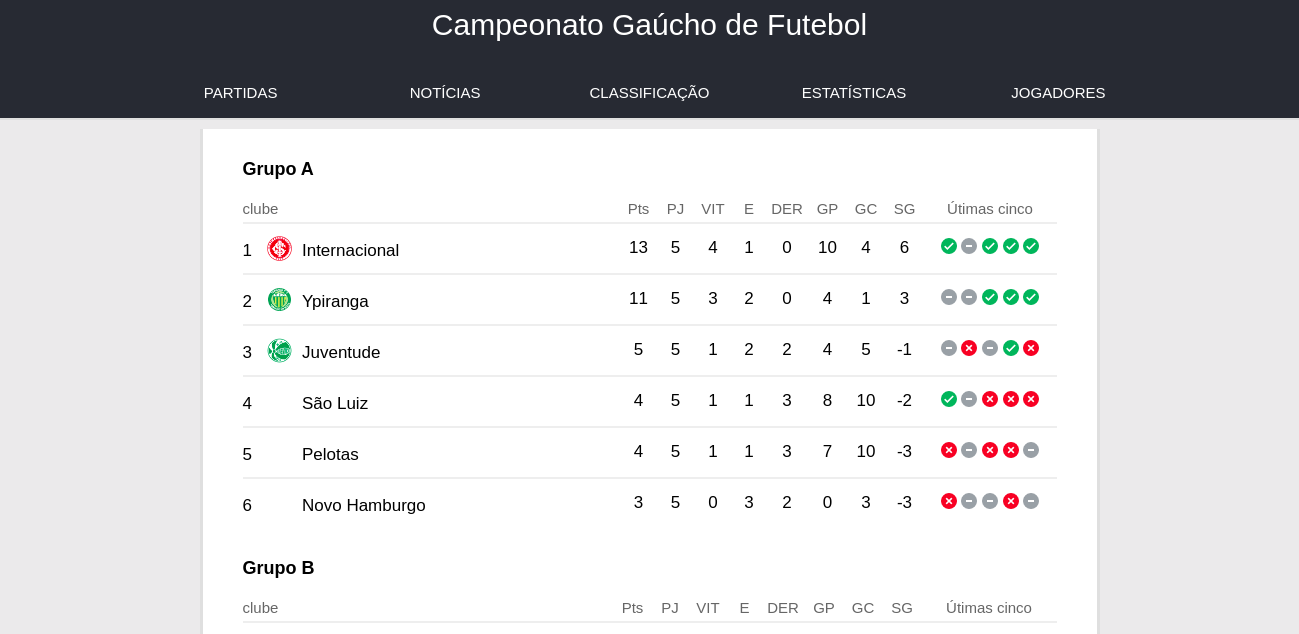 Campeonato Gaúcho de Futebol
PARTIDAS NOTÍCIAS CLASSIFICAÇÃO ESTATÍSTICAS JOGADORES
Grupo A
clube Pts PJ VIT E DER GP GC SG Útimas cinco
1 Internacional 13 5 4 1 0 10 4 6
2 Ypiranga 11 5 3 2 0 4 1 3
3 Juventude 5 5 1 2 2 4 5 -1
4 São Luiz 4 5 1 1 3 8 10 -2
5 Pelotas 4 5 1 1 3 7 10 -3
6 Novo Hamburgo 3 5 0 3 2 0 3 -3
Grupo B
clube Pts PJ VIT E DER GP GC SG Útimas cinco